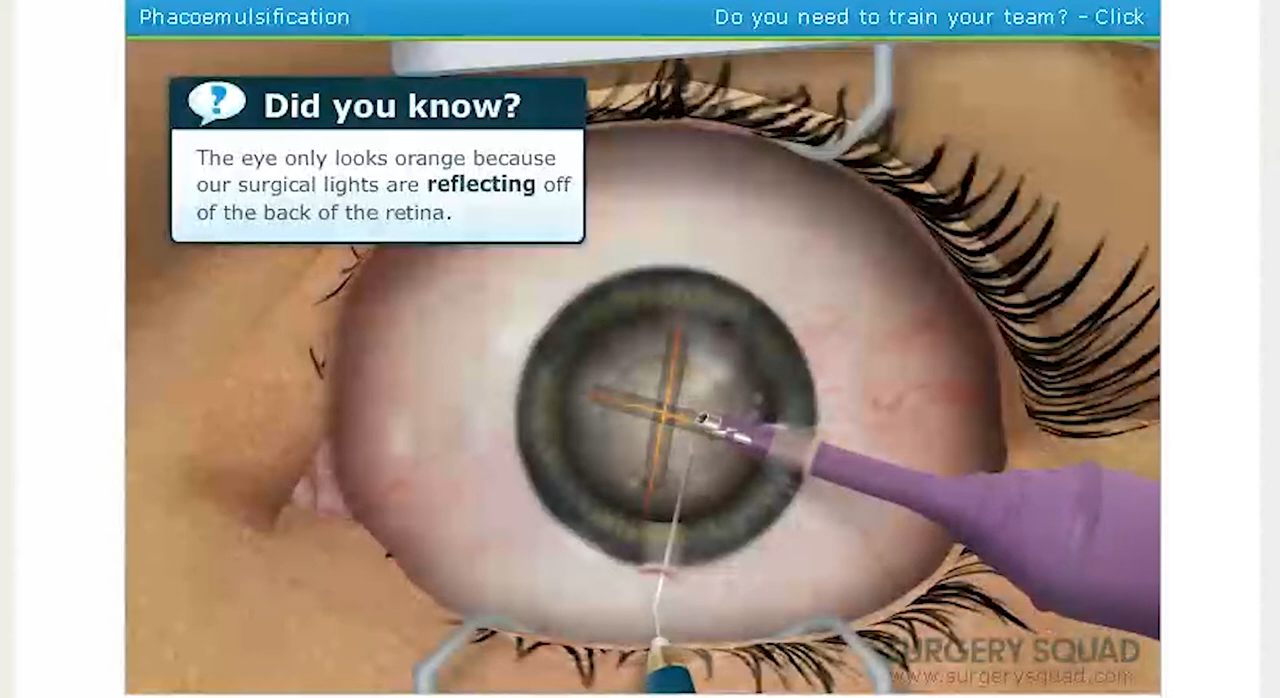 Phacoemulsification
Do you need to train your team? - Click
? Did you know?
The eye only looks orange because
our surgical lights are reflecting off
of the back of the retina.
SURGERY SQUAD
www.surgerysquad.com